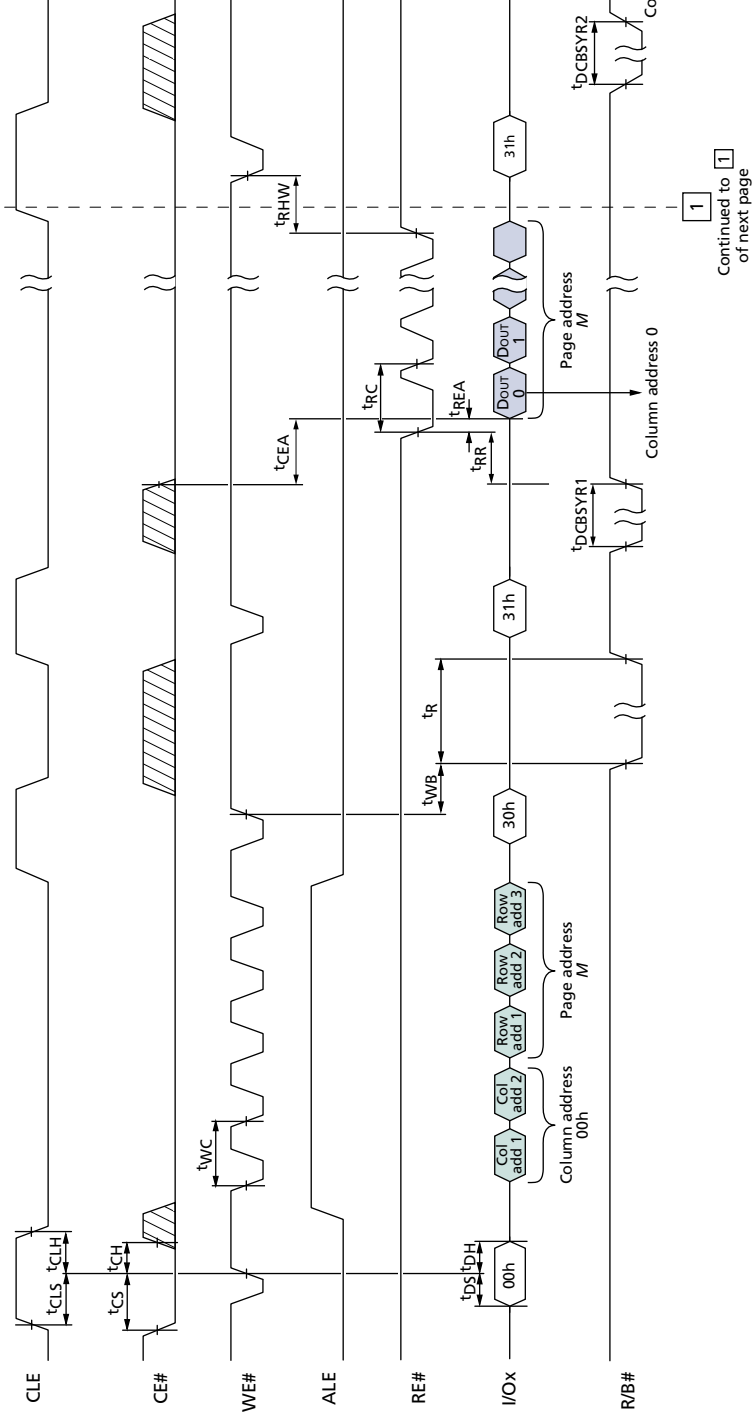 CLE
tCLS
tCLH
CE#
tCS
tCH
WE#
tWC
tRHW
ALE
tCEA
RE#
tWB
tR
tRR
tREA
tRC
I/Ox
tDS
tDH
00h
Col
add 1
Col
add 2
Row
add 1
Row
add 2
Row
add 3
30h
31h
DOUT
0
DOUT
1
31h
Column address
00h
Page address
M
Page address
M
Column address 0
R/B#
tDCBSYR1
tDCBSYR2
Co
1
Continued to 1
of next page